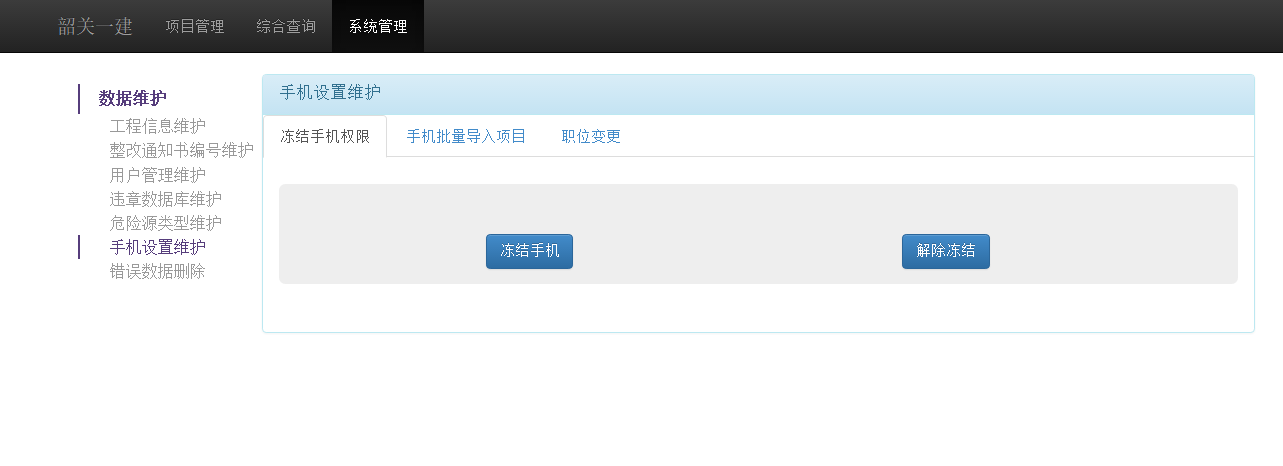 韶关一建 项目管理 综合查询 系统管理
数据维护
工程信息维护
整改通知书编号维护
用户管理维护
违章数据库维护
危险源类型维护
手机设置维护
错误数据删除
手机设置维护
冻结手机权限 手机批量导入项目 职位变更
冻结手机 解除冻结